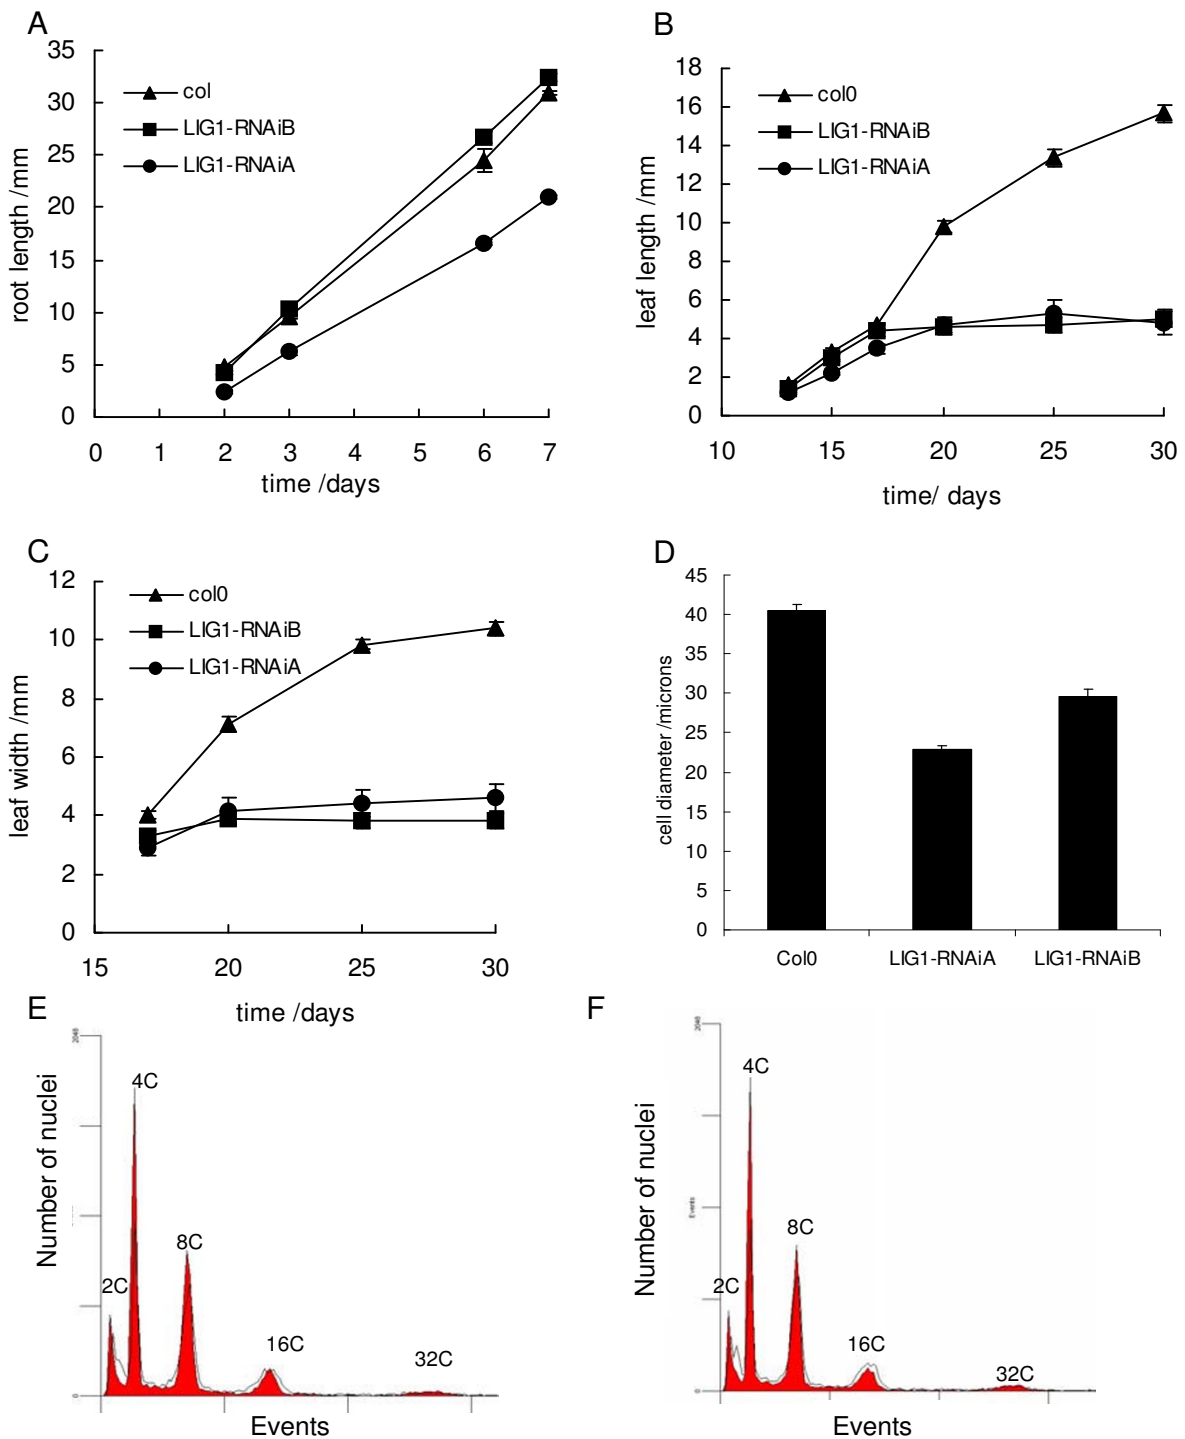 A
35
30
25
20
15
10
5
0
root length /mm
col
LIG1-RNAiB
LIG1-RNAiA
0 1 2 3 4 5 6 7
time /days
B
18
16
14
12
10
8
6
4
2
0
leaf length /mm
col0
LIG1-RNAiB
LIG1-RNAiA
10 15 20 25 30
time/ days
C
12
10
8
6
4
2
0
leaf width /mm
col0
LIG1-RNAiB
LIG1-RNAiA
15 20 25 30
time /days
D
45
40
35
30
25
20
15
10
5
0
cell diameter /microns
Col0 LIG1-RNAiA LIG1-RNAiB
E
2048
0
Number of nuclei
2C
4C
8C
16C
32C
Events
F
2048
Events
0
Number of nuclei
2C
4C
8C
16C
32C
Events